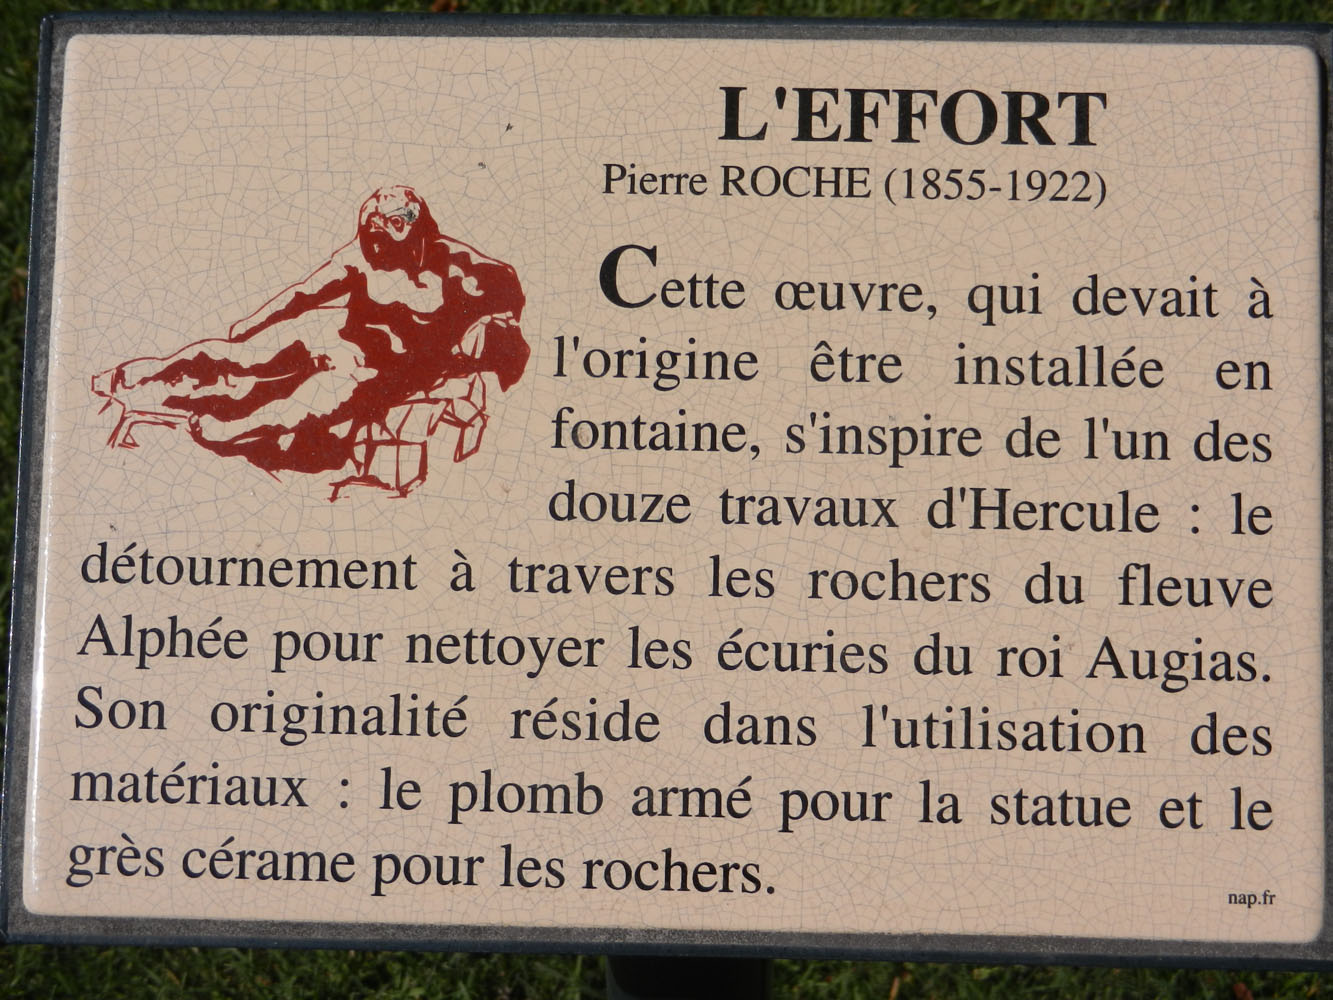 L'EFFORT
Pierre ROCHE (1855-1922)
Cette œuvre, qui devait à
l'origine être installée en
fontaine, s'inspire de l'un des
douze travaux d'Hercule : le
détournement à travers les rochers du fleuve
Alphée pour nettoyer les écuries du roi Augias.
Son originalité réside dans l'utilisation des
matériaux : le plomb armé pour la statue et le
grès cérame pour les rochers.
nap.fr